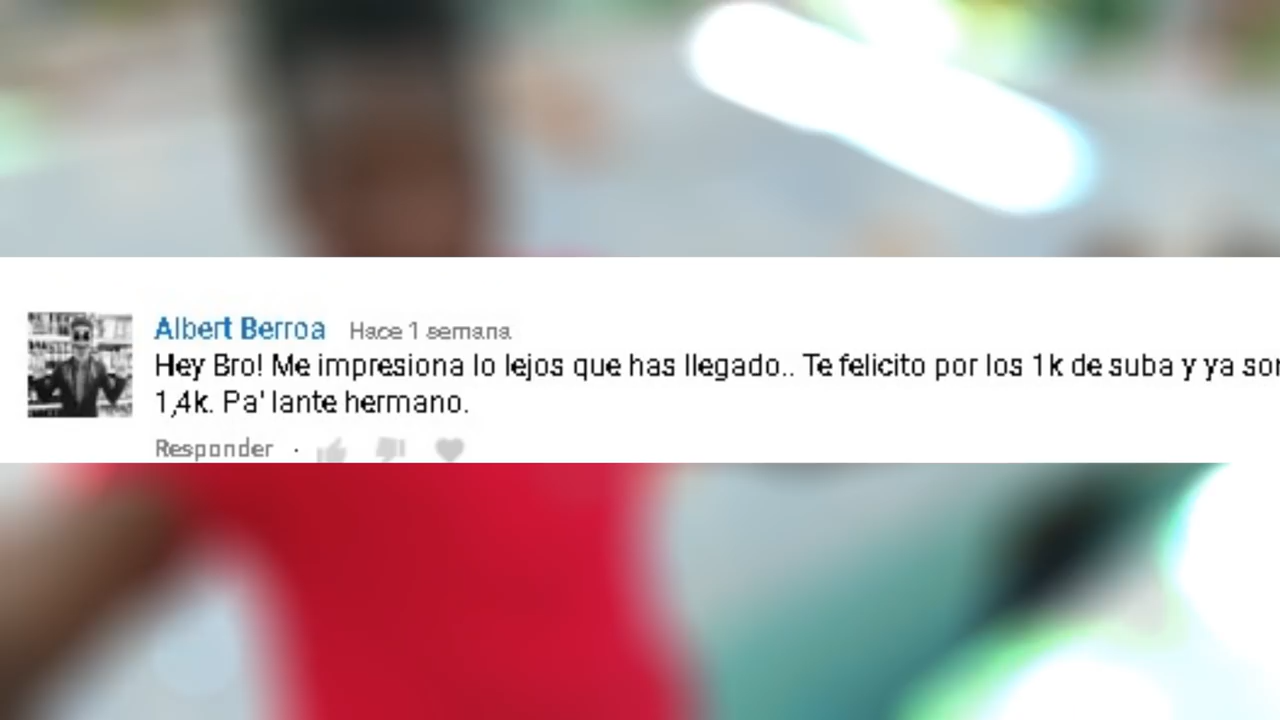 Albert Berroa Hace 1 semana
Hey Bro! Me impresiona lo lejos que has llegado.. Te felicito por los 1k de suba y ya
1,4k. Pa' lante hermano.
Responder ·